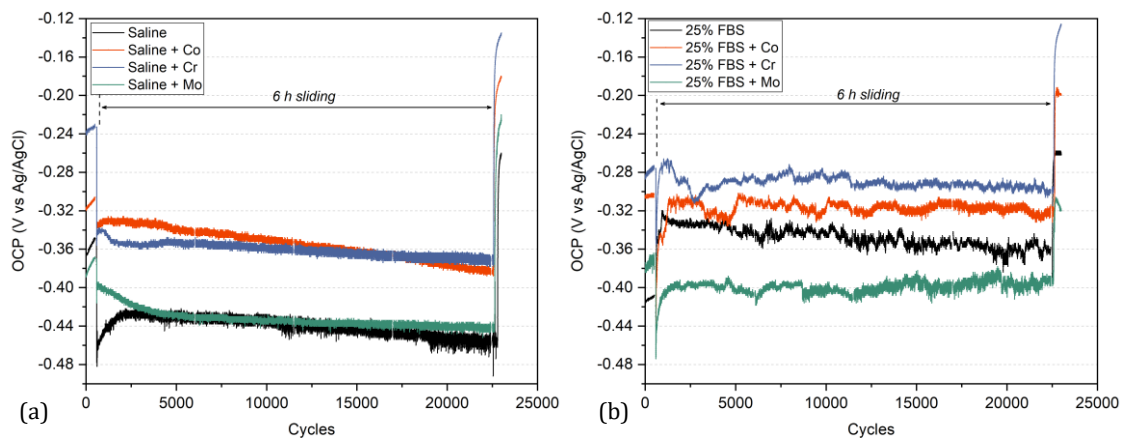 -0.12
-0.16
-0.20
-0.24
-0.28
-0.32
-0.36
-0.40
-0.44
-0.48
OCP (V vs Ag/AgCl)
Saline
Saline + Co
Saline + Cr
Saline + Mo
6 h sliding
0 5000 10000 15000 20000 25000
Cycles
(a)
-0.12
-0.16
-0.20
-0.24
-0.28
-0.32
-0.36
-0.40
-0.44
-0.48
OCP (V vs Ag/AgCl)
25% FBS
25% FBS + Co
25% FBS + Cr
25% FBS + Mo
6 h sliding
0 5000 10000 15000 20000 25000
Cycles
(b)